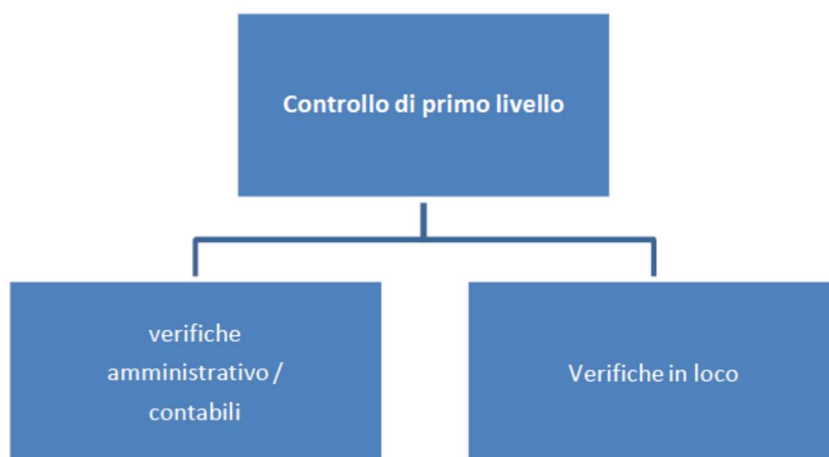 Controllo di primo livello
verifiche
amministrativo /
contabili
Verifiche in loco